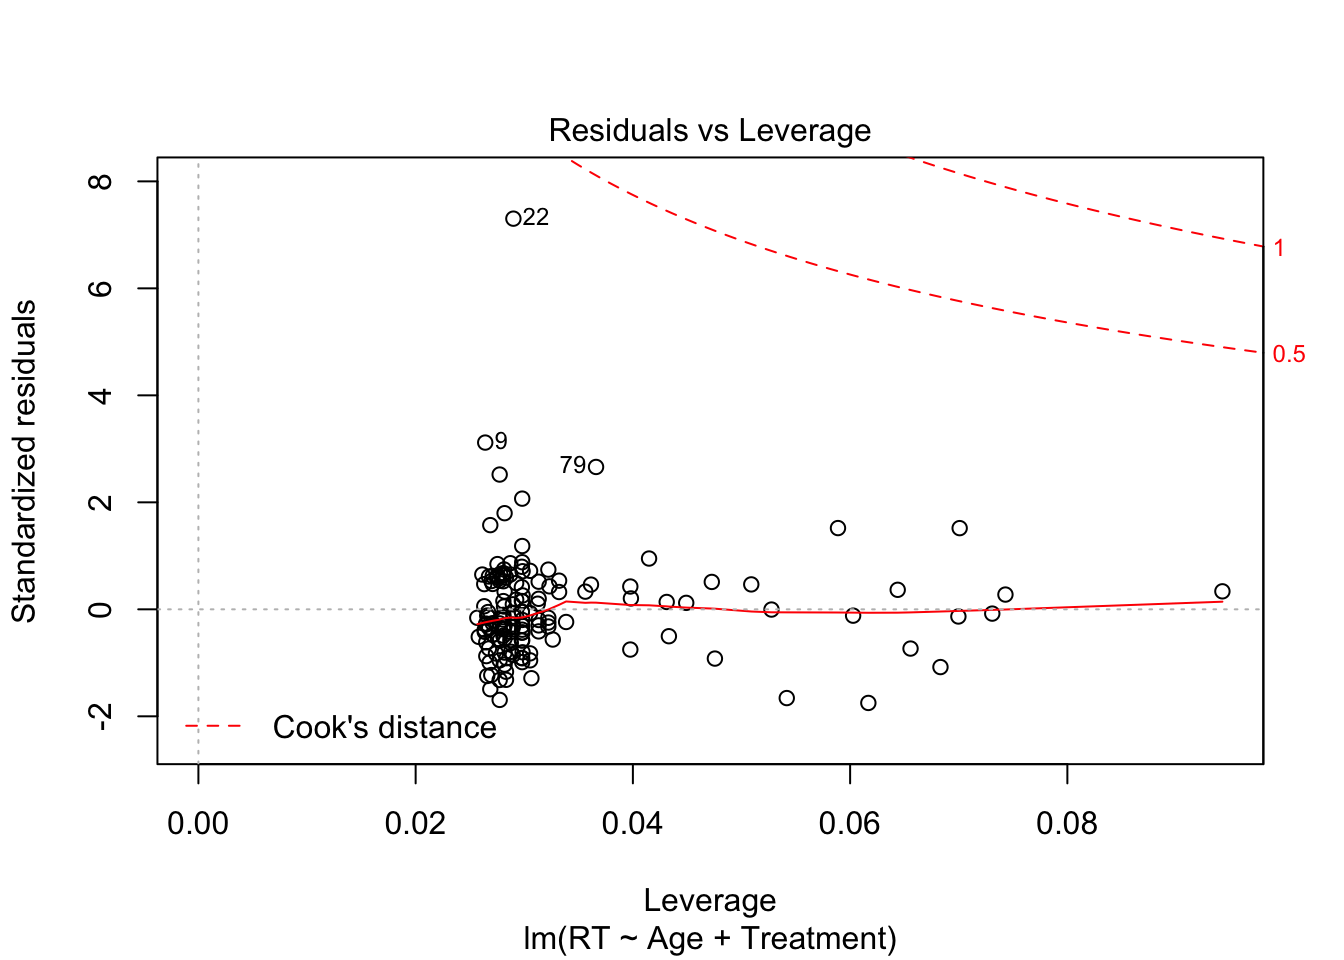 Residuals vs Leverage
Standardized residuals
8
6
4
2
0
-2
22
9
79
1
0.5
Cook's distance
0.00 0.02 0.04 0.06 0.08
Leverage
lm(RT ~ Age + Treatment)